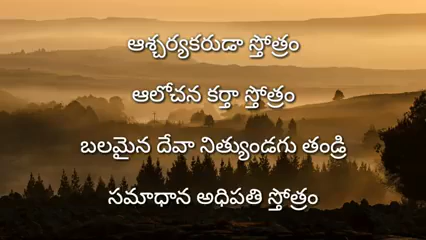 ఆశ్చర్యకరుడా స్తోత్రం
ఆలోచన కర్తా స్తోత్రం
బలమైన దేవా నిత్యుండగు తండ్రి
సమాధాన అధిపతి స్తోత్రం